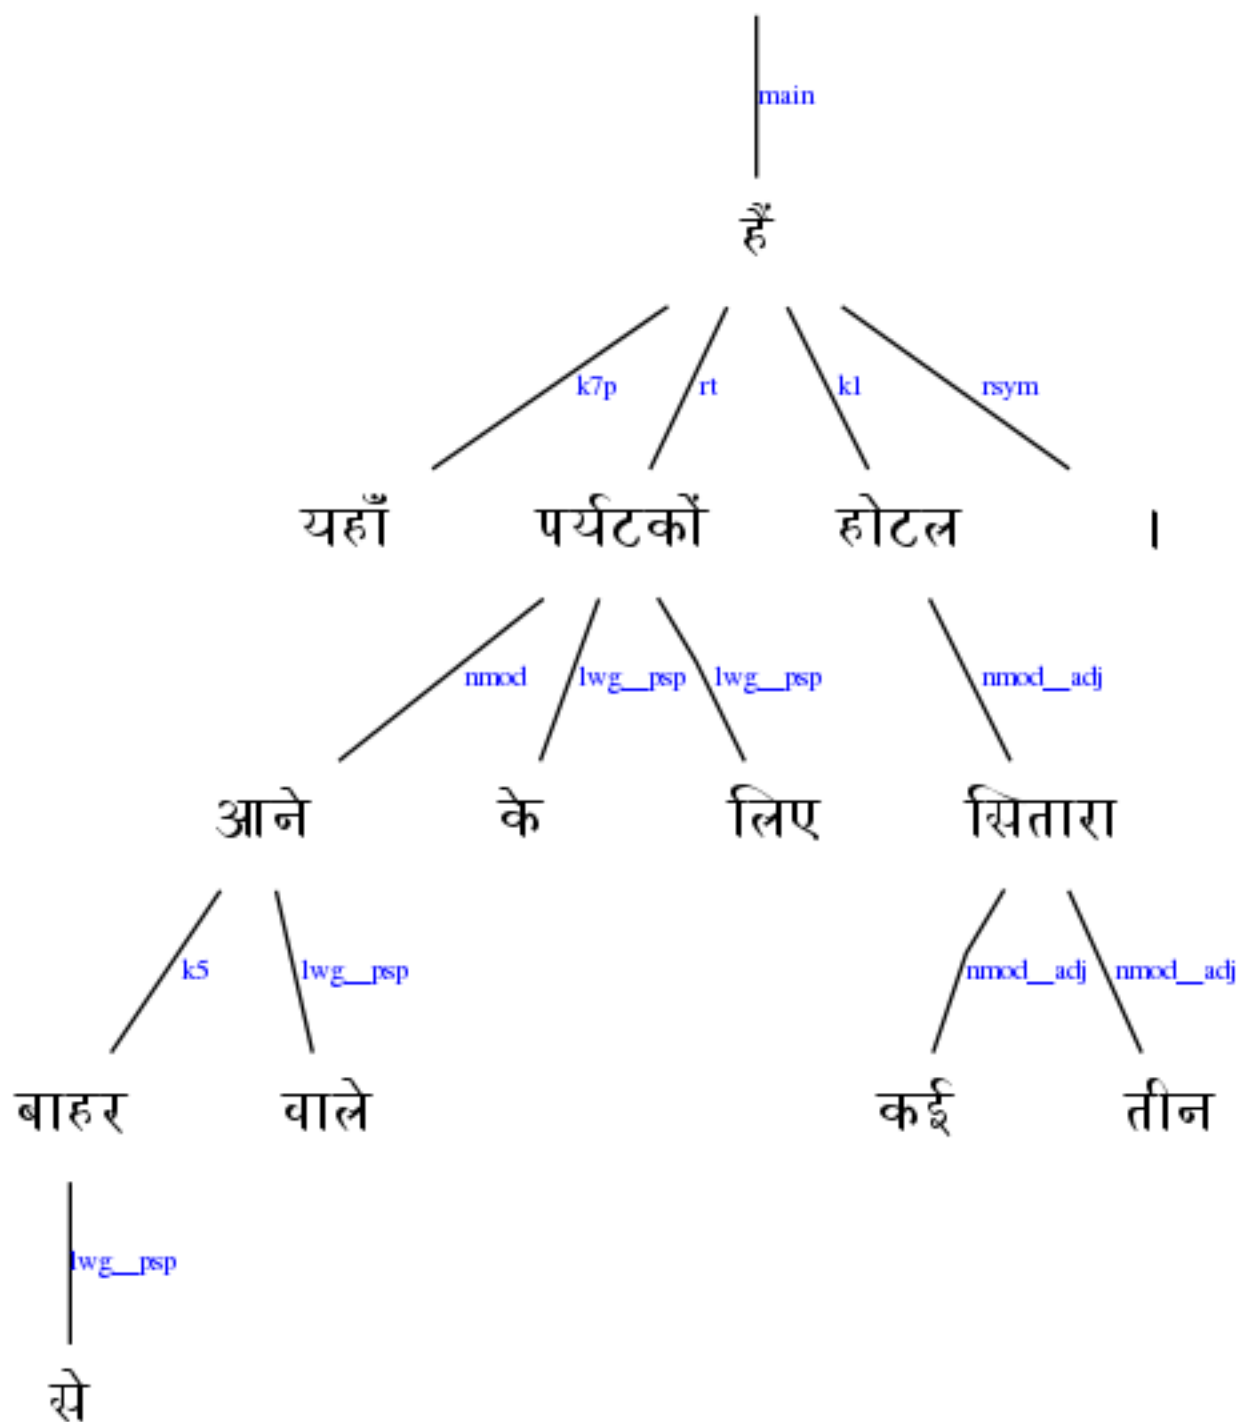 main
हैं
k7p rt k1 rsym
यहाँ पर्यटकों होटल ।
nmod lwg__psp lwg__psp nmod__adj
आने के लिए सितारा
k5 lwg__psp nmod__adj nmod__adj
बाहर वाले कई तीन
lwg__psp
से